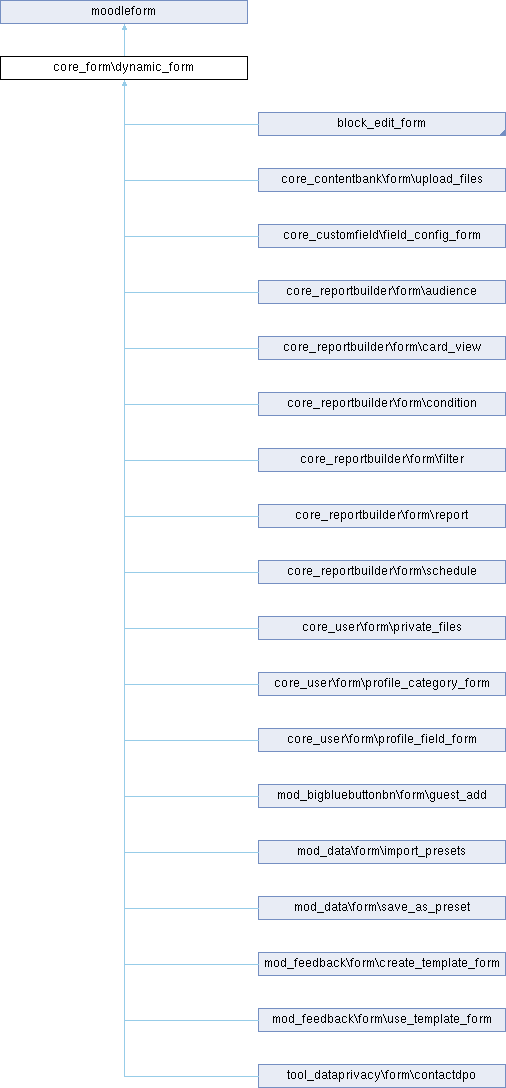 moodleform
core_form\dynamic_form
block_edit_form
core_contentbank\form\upload_files
core_customfield\field_config_form
core_reportbuilder\form\audience
core_reportbuilder\form\card_view
core_reportbuilder\form\condition
core_reportbuilder\form\filter
core_reportbuilder\form\report
core_reportbuilder\form\schedule
core_user\form\private_files
core_user\form\profile_category_form
core_user\form\profile_field_form
mod_bigbluebuttonbn\form\guest_add
mod_data\form\import_presets
mod_data\form\save_as_preset
mod_feedback\form\create_template_form
mod_feedback\form\use_template_form
tool_dataprivacy\form\contactdpo